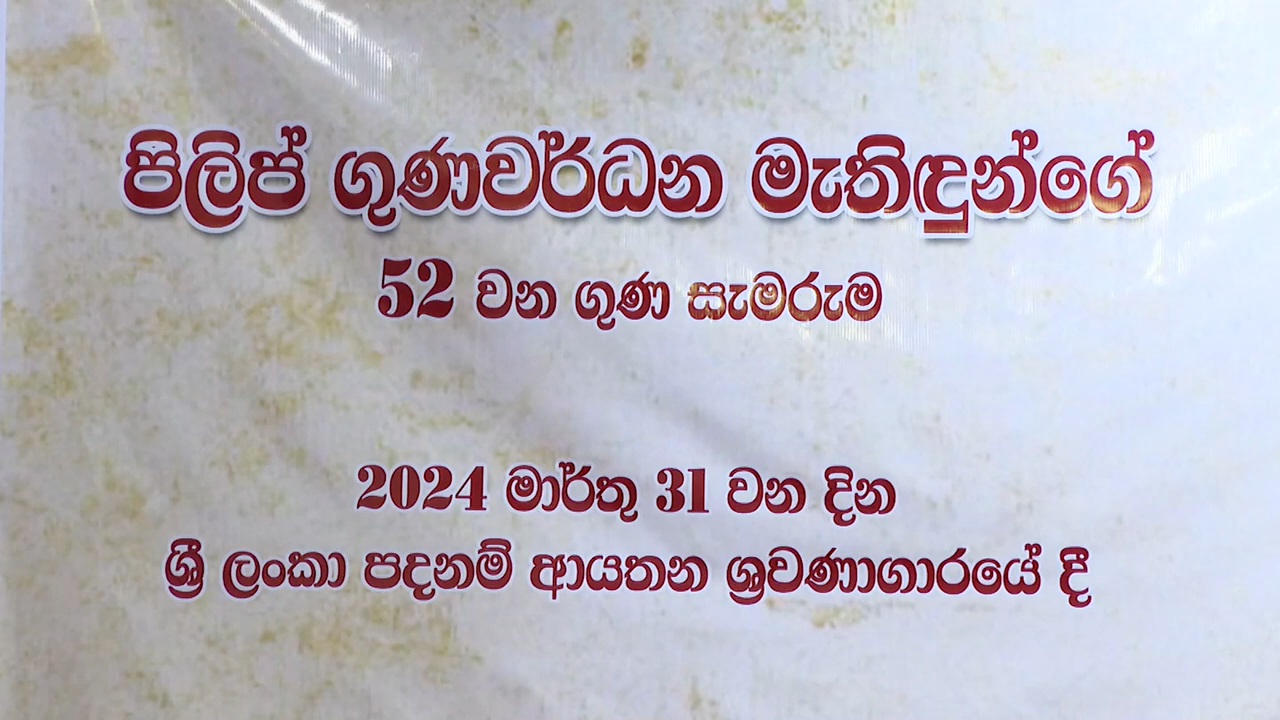 පිලිප් ගුණවර්ධන මැතිඳුන්ගේ
52 වන ගුණ සැමරුම
2024 මාර්තු 31 වන දින
ශ්‍රී ලංකා පදනම් ආයතන ශ්‍රවණාගාරයේ දී